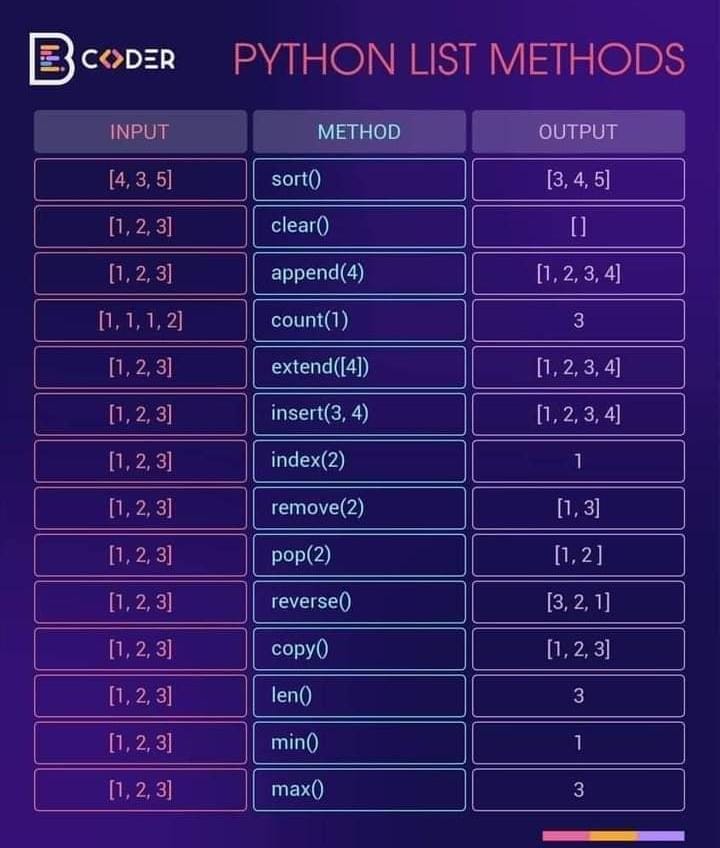 B CODER
PYTHON LIST METHODS
INPUT METHOD OUTPUT
[4, 3, 5] sort() [3, 4, 5]
[1, 2, 3] clear() [ ]
[1, 2, 3] append(4) [1, 2, 3, 4]
[1, 1, 1, 2] count(1) 3
[1, 2, 3] extend([4]) [1, 2, 3, 4]
[1, 2, 3] insert(3, 4) [1, 2, 3, 4]
[1, 2, 3] index(2) 1
[1, 2, 3] remove(2) [1, 3]
[1, 2, 3] pop(2) [1, 2 ]
[1, 2, 3] reverse() [3, 2, 1]
[1, 2, 3] copy() [1, 2, 3]
[1, 2, 3] len() 3
[1, 2, 3] min() 1
[1, 2, 3] max() 3